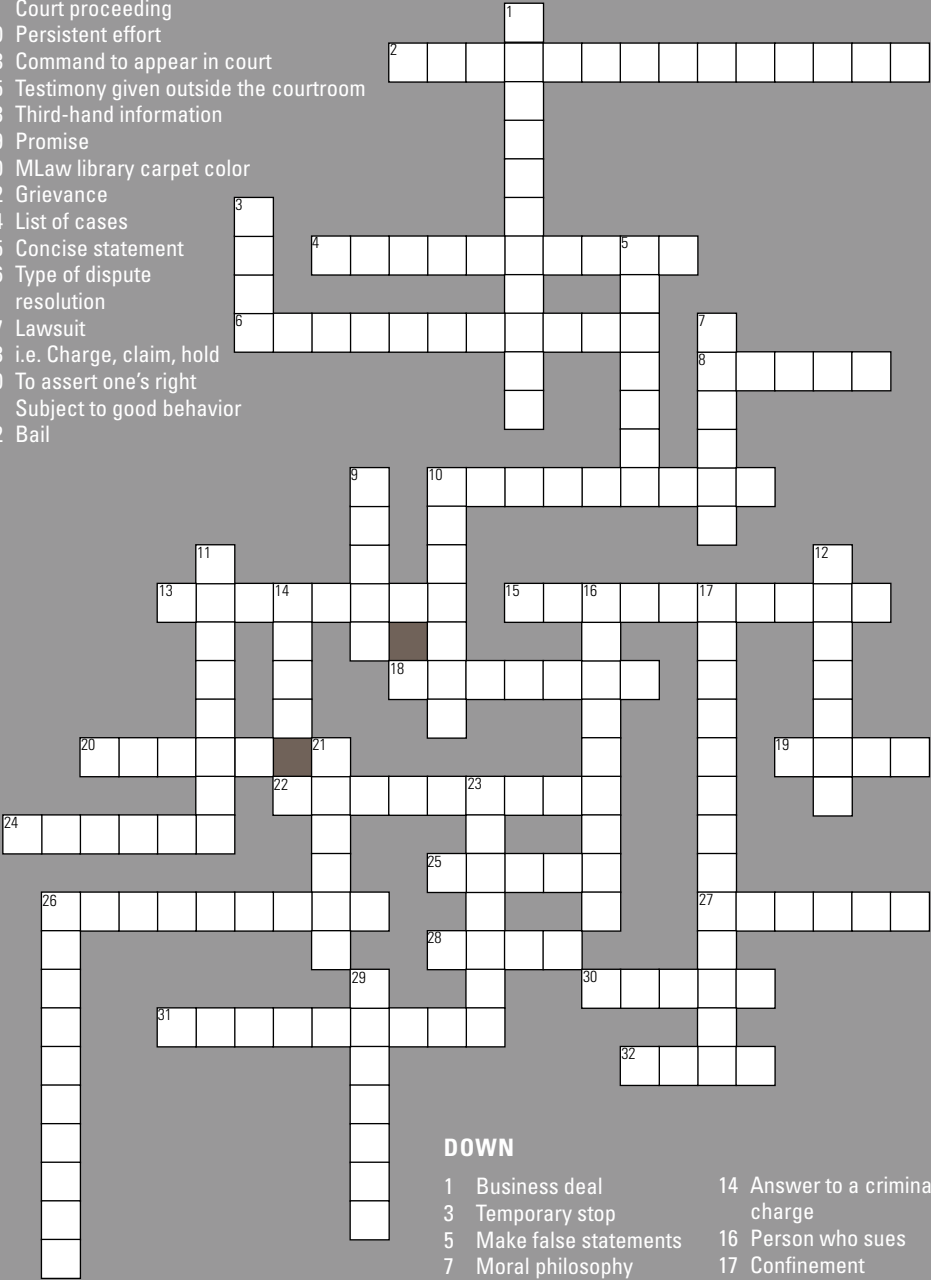 Court proceeding
Persistent effort
Command to appear in court
Testimony given outside the courtroom
Third-hand information
Promise
MLaw library carpet color
Grievance
List of cases
Concise statement
Type of dispute
resolution
Lawsuit
i.e. Charge, claim, hold
To assert one's right
Subject to good behavior
Bail
1
2
3
4 5
6 7
8
9 10
11 12
13 14 15 16 17
18
20 21 19
22 23
24
25
26 27
28
29 30
31
32
DOWN
1 Business deal
3 Temporary stop
5 Make false statements
7 Moral philosophy
14 Answer to a crimina
charge
16 Person who sues
17 Confinement